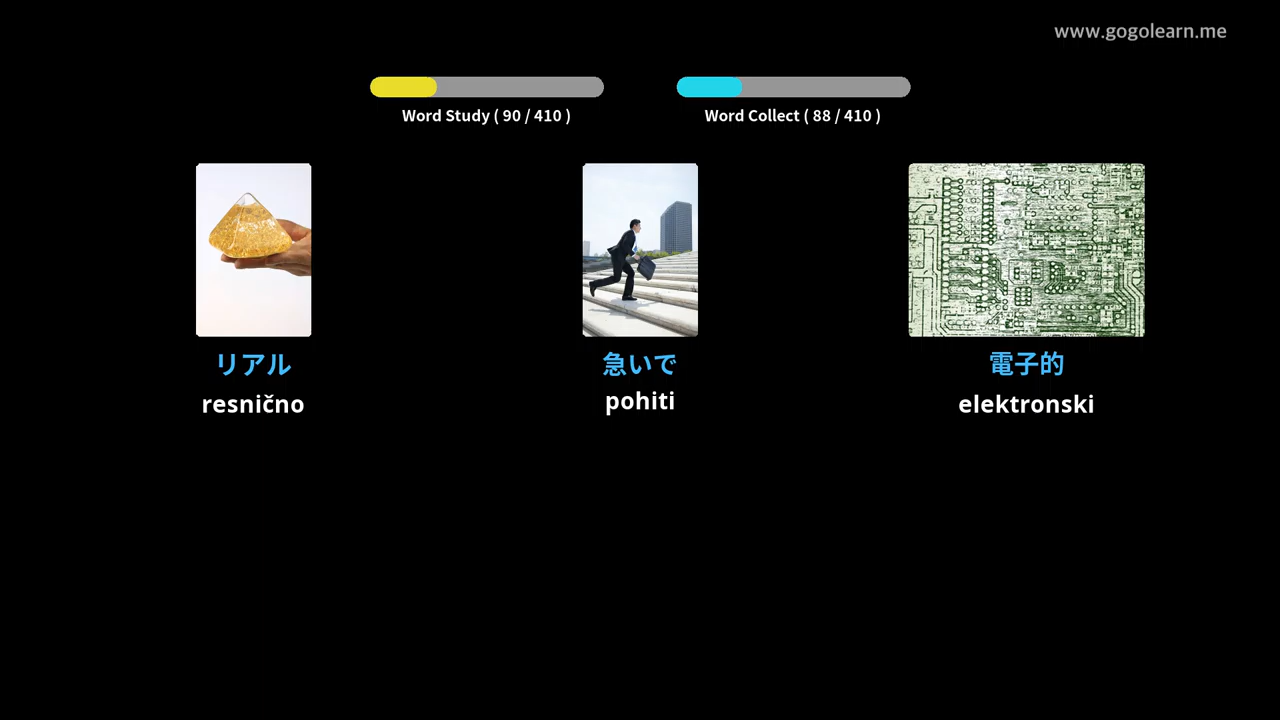 www.gogolearn.me
Word Study ( 90 / 410 )
Word Collect ( 88 / 410 )
リアル
resnično
急いで
pohiti
電子的
elektronski